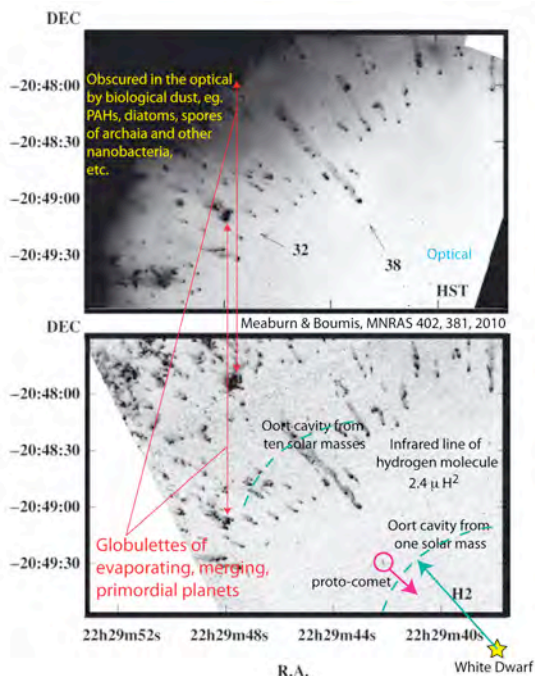 DEC
-20:48:00
-20:48:30
-20:49:00
-20:49:30
Obscured in the optical
by biological dust, eg.
PAHs, diatoms, spores
of archaia and other
nanobacteria,
etc.
32
38
Optical
HST
Meaburn & Boumis, MNRAS 402, 381, 2010
DEC
-20:48:00
-20:48:30
-20:49:00
-20:49:30
Oort cavity from
ten solar masses
Infrared line of
hydrogen molecule
2.4 μ H²
Oort cavity from
one solar mass
Globulettes of
evaporating, merging,
primordial planets
proto-comet
H2
22h29m52s 22h29m48s 22h29m44s 22h29m40s
White Dwarf
R.A.